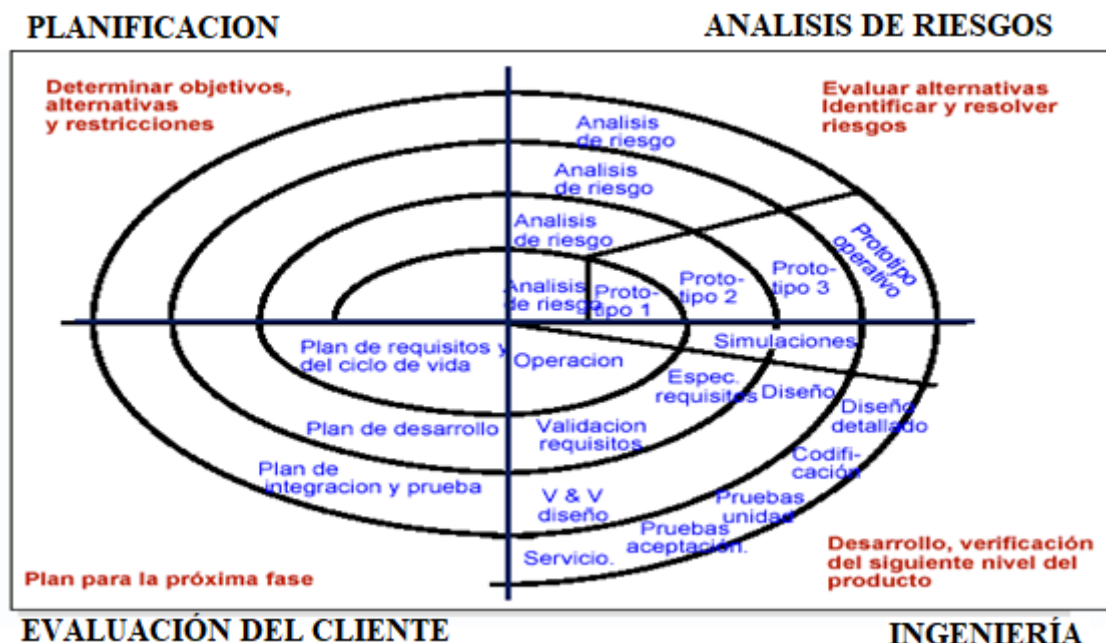 PLANIFICACION
ANALISIS DE RIESGOS
Determinar objetivos,
alternativas
y restricciones
Evaluar alternativas
Identificar y resolver
riesgos
Analisis
de riesgo
Analisis
de riesgo
Analisis
de riesgo
Analisis
de riesgo
Proto-
tipo 1
Proto-
tipo 2
Proto-
tipo 3
Prototipo
operativo
Plan de requisitos y
del ciclo de vida
Operacion
Simulaciones
Espec.
requisitos
Diseño
Diseño
detallado
Plan de desarrollo
Validacion
requisitos
Codifi-
cación
Plan de
integracion y prueba
V & V
diseño
Pruebas
unidad
Pruebas
aceptación.
Servicio.
Plan para la próxima fase
Desarrollo, verificación
del siguiente nivel del
producto
EVALUACIÓN DEL CLIENTE
INGENIERÍA